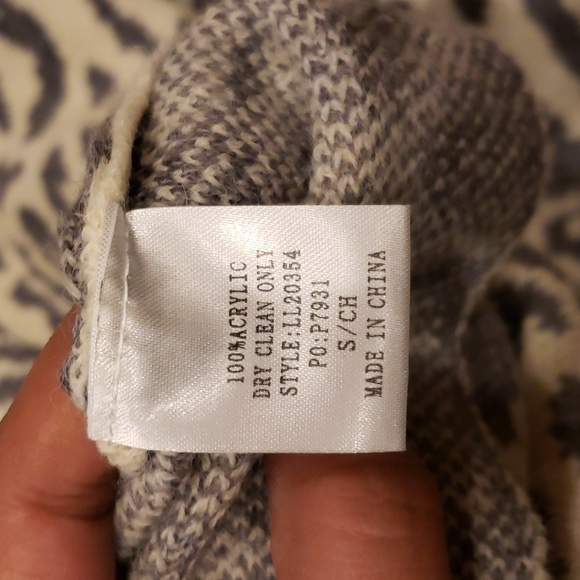 100%ACRYLIC
DRY CLEAN ONLY
STYLE:LL20354
PO:P7931
S/CH
MADE IN CHINA